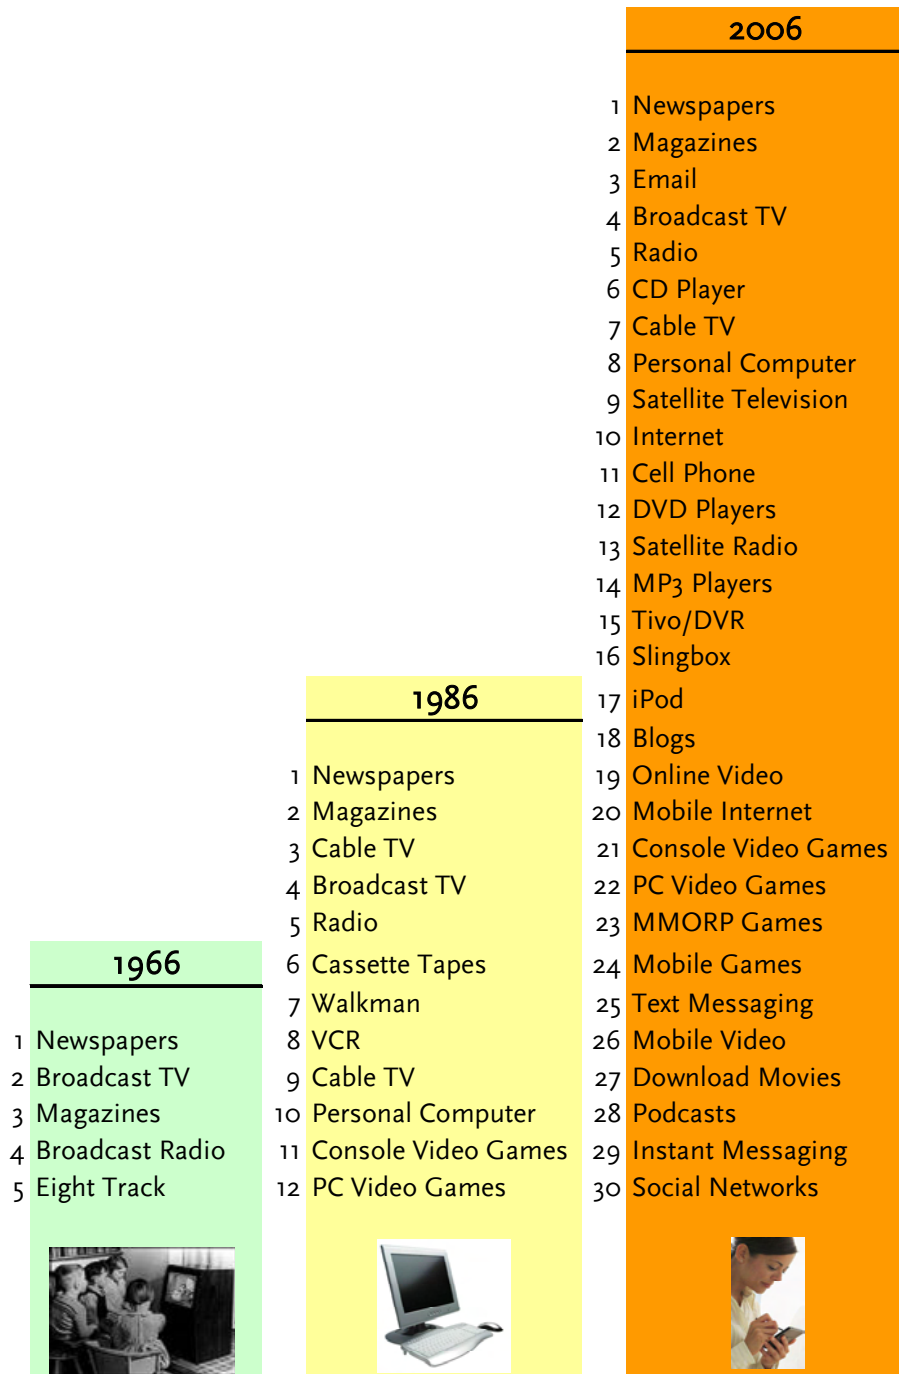 2006
1 Newspapers
2 Magazines
3 Email
4 Broadcast TV
5 Radio
6 CD Player
7 Cable TV
8 Personal Computer
9 Satellite Television
10 Internet
11 Cell Phone
12 DVD Players
13 Satellite Radio
14 MP3 Players
15 Tivo/DVR
16 Slingbox
17 iPod
18 Blogs
19 Online Video
20 Mobile Internet
21 Console Video Games
22 PC Video Games
23 MMORP Games
24 Mobile Games
25 Text Messaging
26 Mobile Video
27 Download Movies
28 Podcasts
29 Instant Messaging
30 Social Networks
1986
1 Newspapers
2 Magazines
3 Cable TV
4 Broadcast TV
5 Radio
6 Cassette Tapes
7 Walkman
8 VCR
9 Cable TV
10 Personal Computer
11 Console Video Games
12 PC Video Games
1966
1 Newspapers
2 Broadcast TV
3 Magazines
4 Broadcast Radio
5 Eight Track